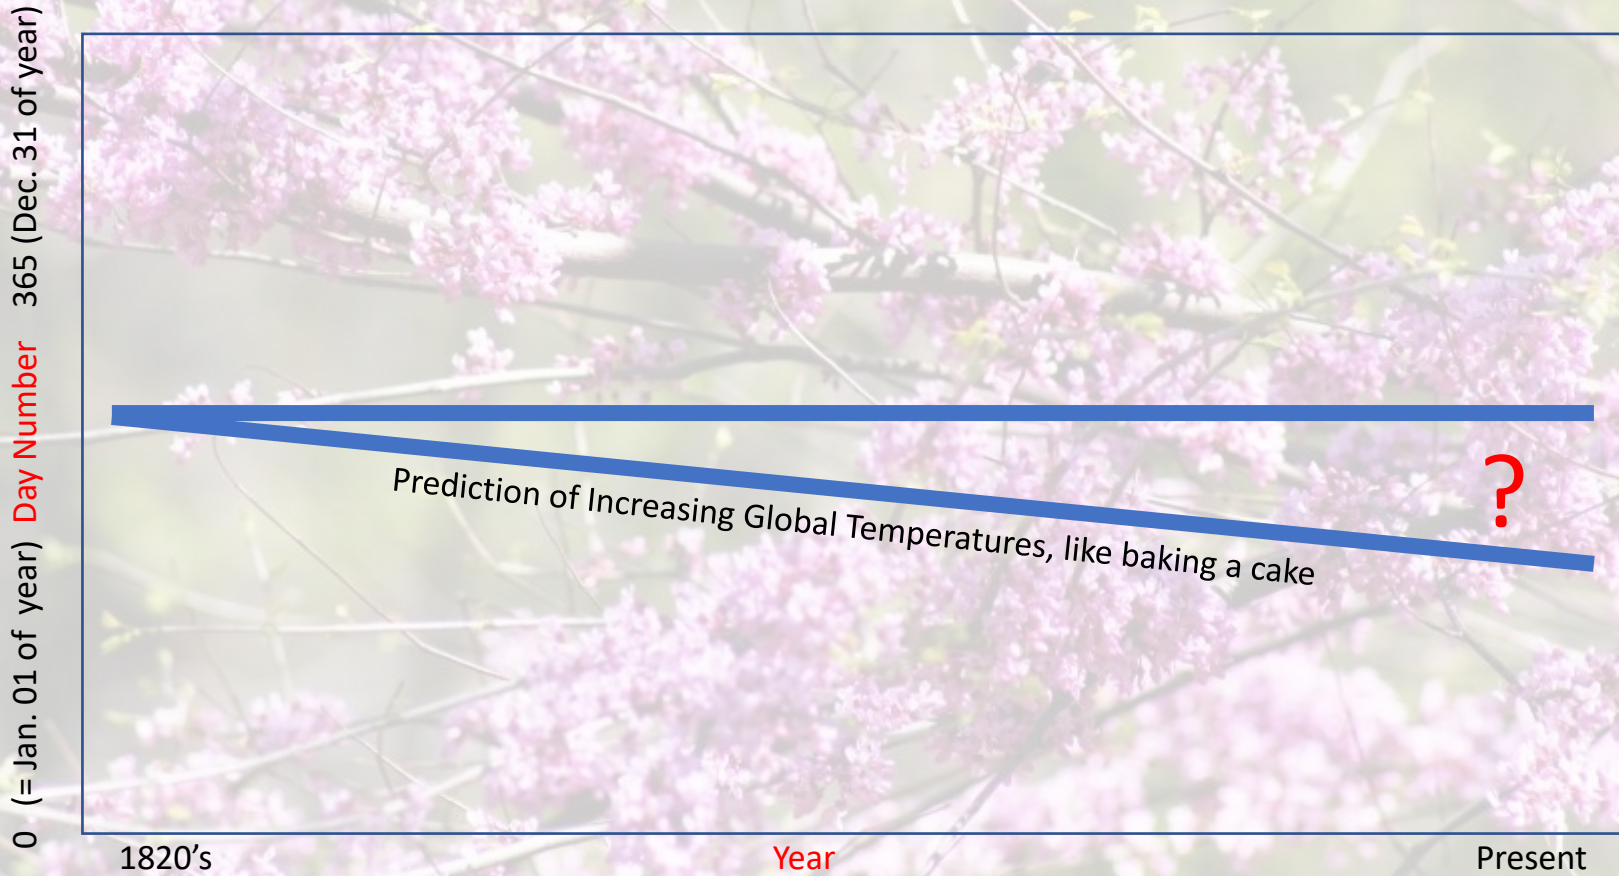 0 (= Jan. 01 of year) Day Number 365 (Dec. 31 of year)
?
Prediction of Increasing Global Temperatures, like baking a cake
1820’s Year Present